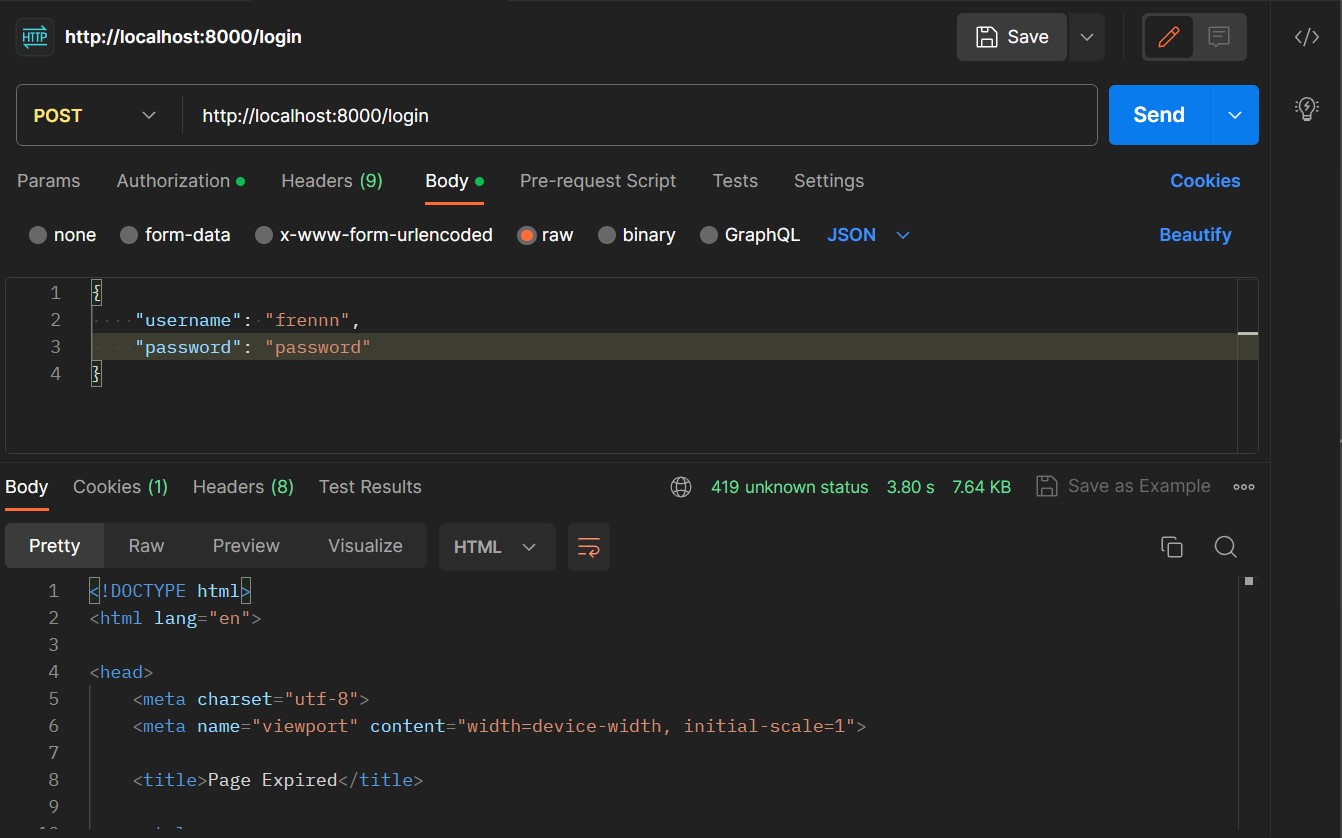 HTTP http://localhost:8000/login Save
POST http://localhost:8000/login Send
Params Authorization Headers (9) Body Pre-request Script Tests Settings Cookies
none form-data x-www-form-urlencoded raw binary GraphQL JSON Beautify
1 {
2 "username": "frennn",
3 "password": "password"
4 }
Body Cookies (1) Headers (8) Test Results 419 unknown status 3.80 s 7.64 KB Save as Example
Pretty Raw Preview Visualize HTML
1 <!DOCTYPE html>
2 <html lang="en">
3
4 <head>
5 <meta charset="utf-8">
6 <meta name="viewport" content="width=device-width, initial-scale=1">
7
8 <title>Page Expired</title>
9